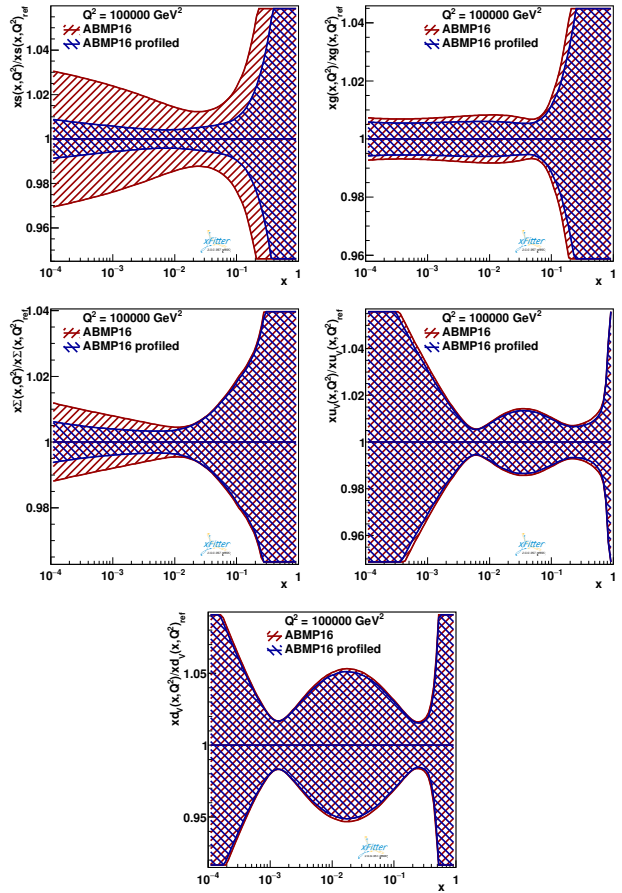 xs(x,Q²)/xs(x,Q²)ref
Q² = 100000 GeV²
ABMP16
ABMP16 profiled
1.04
1.02
1
0.98
0.96
xFitter
10⁻⁴ 10⁻³ 10⁻² 10⁻¹ 1
x
xg(x,Q²)/xg(x,Q²)ref
Q² = 100000 GeV²
ABMP16
ABMP16 profiled
1.04
1.02
1
0.98
0.96
xFitter
10⁻⁴ 10⁻³ 10⁻² 10⁻¹ 1
x
xΣ(x,Q²)/xΣ(x,Q²)ref
Q² = 100000 GeV²
ABMP16
ABMP16 profiled
1.04
1.02
1
0.98
xFitter
10⁻⁴ 10⁻³ 10⁻² 10⁻¹ 1
x
xuV(x,Q²)/xuV(x,Q²)ref
Q² = 100000 GeV²
ABMP16
ABMP16 profiled
1.04
1.02
1
0.98
0.96
xFitter
10⁻⁴ 10⁻³ 10⁻² 10⁻¹ 1
x
xdV(x,Q²)/xdV(x,Q²)ref
Q² = 100000 GeV²
ABMP16
ABMP16 profiled
1.05
1
0.95
xFitter
10⁻⁴ 10⁻³ 10⁻² 10⁻¹ 1
x